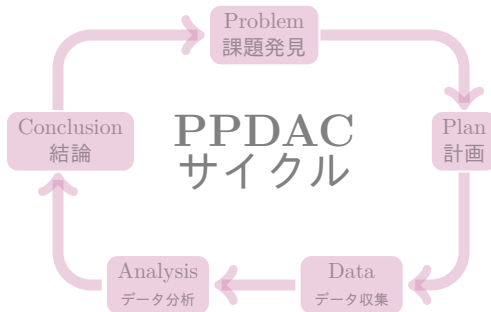 Problem
課題発見
Conclusion
結論
PPDAC
サイクル
Plan
計画
Analysis
データ分析
Data
データ収集